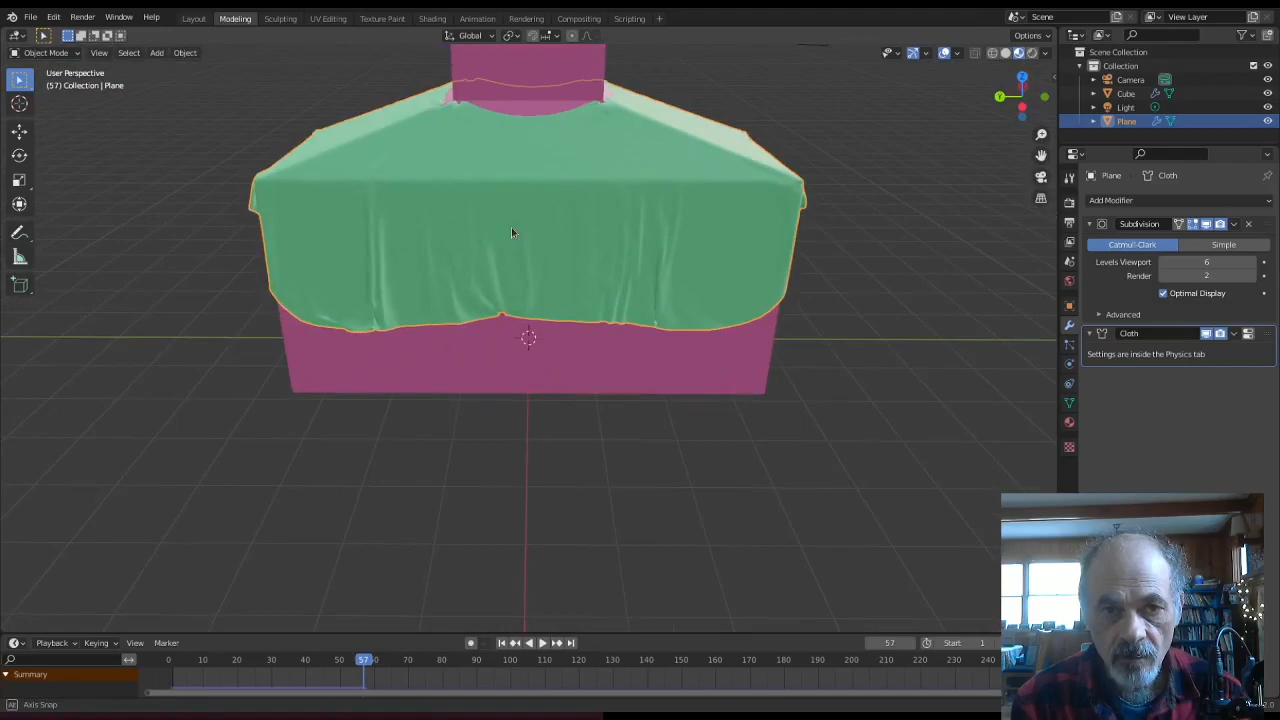 File Edit Render Window Help
Layout Modeling Sculpting UV Editing Texture Paint Shading Animation Rendering Compositing Scripting +
Scene
View Layer
Global
Options
Object Mode View Select Add Object
User Perspective
(57) Collection | Plane
Z
Y
Scene Collection
Collection
Camera
Cube
Light
Plane
Plane > Cloth
Add Modifier
Subdivision
Catmull-Clark Simple
Levels Viewport 6
Render 2
Optimal Display
Advanced
Cloth
Settings are inside the Physics tab
Playback Keying View Marker
57 Start 1
0 10 20 30 40 50 57 60 70 80 90 100 110 120 130 140 150 160 170 180 190 200 210 220 230 240
Summary
Axis Snap